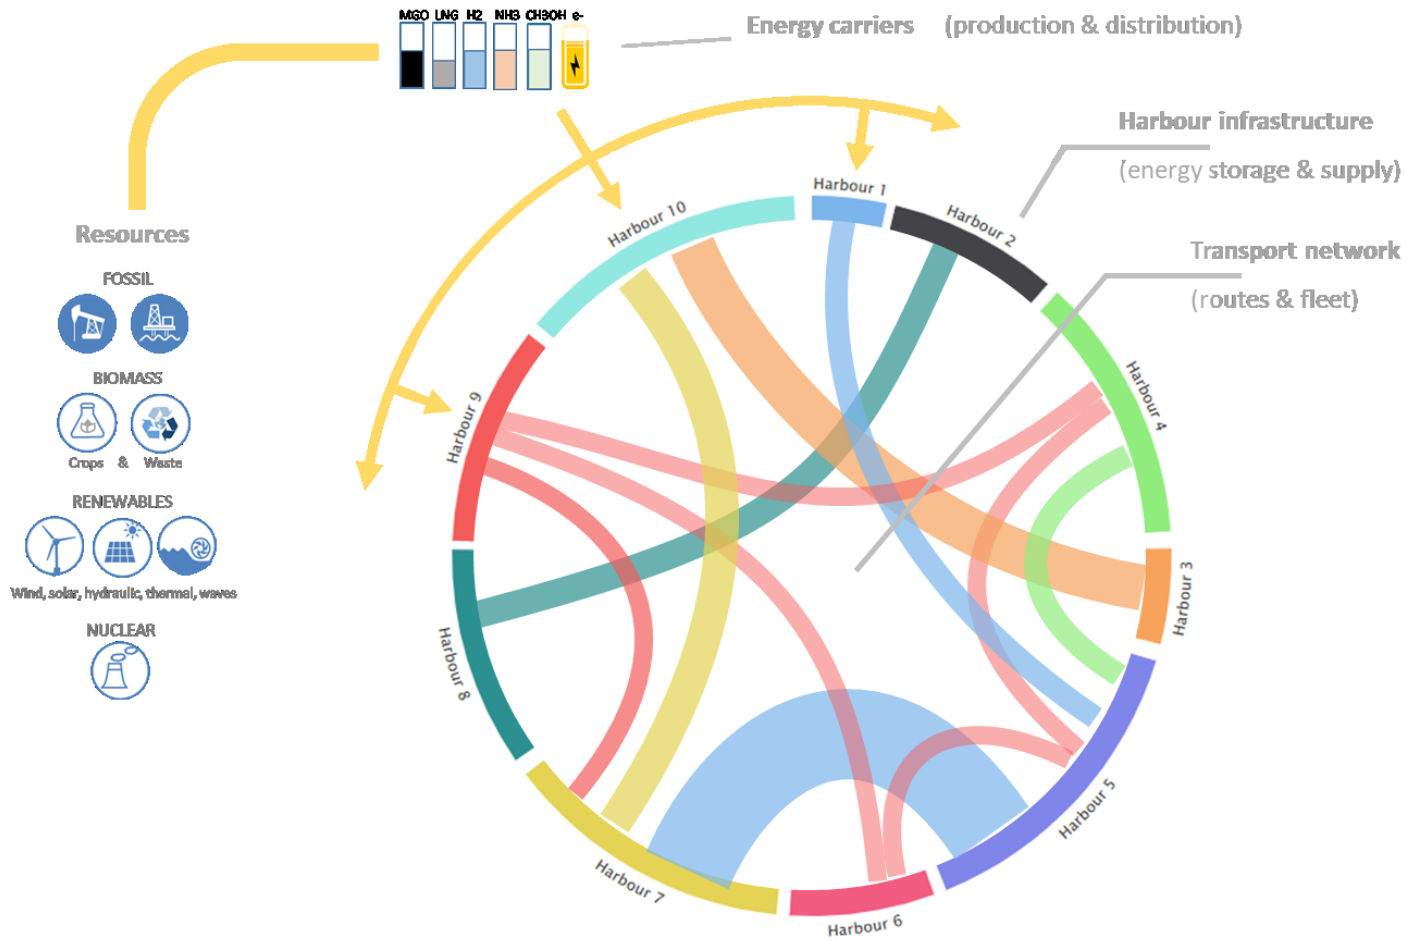 MGO LNG H2 NH3 CH3OH e-
Energy carriers (production & distribution)
Harbour infrastructure
(energy storage & supply)
Transport network
(routes & fleet)
Resources
FOSSIL
BIOMASS
Crops & Waste
RENEWABLES
Wind, solar, hydraulic, thermal, waves
NUCLEAR
Harbour 1
Harbour 2
Harbour 4
Harbour 3
Harbour 5
Harbour 6
Harbour 7
Harbour 8
Harbour 9
Harbour 10